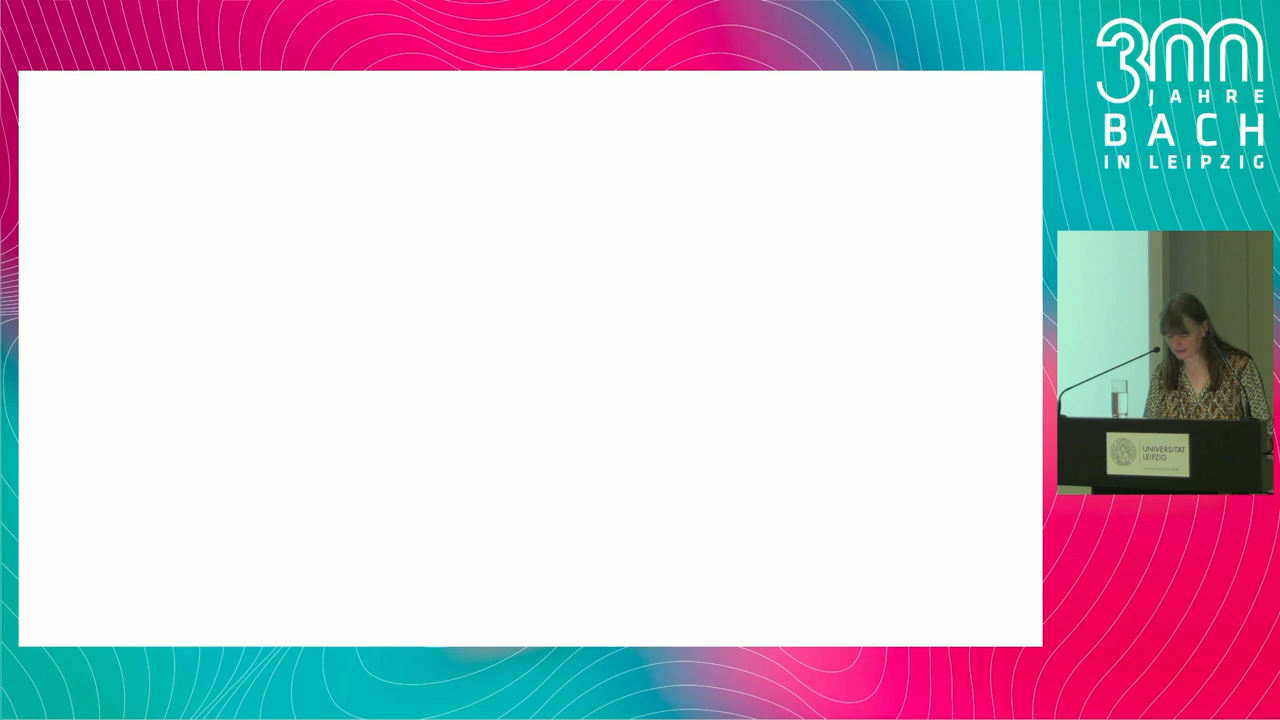 300
JAHRE
BACH
IN LEIPZIG
UNIVERSITÄT
LEIPZIG